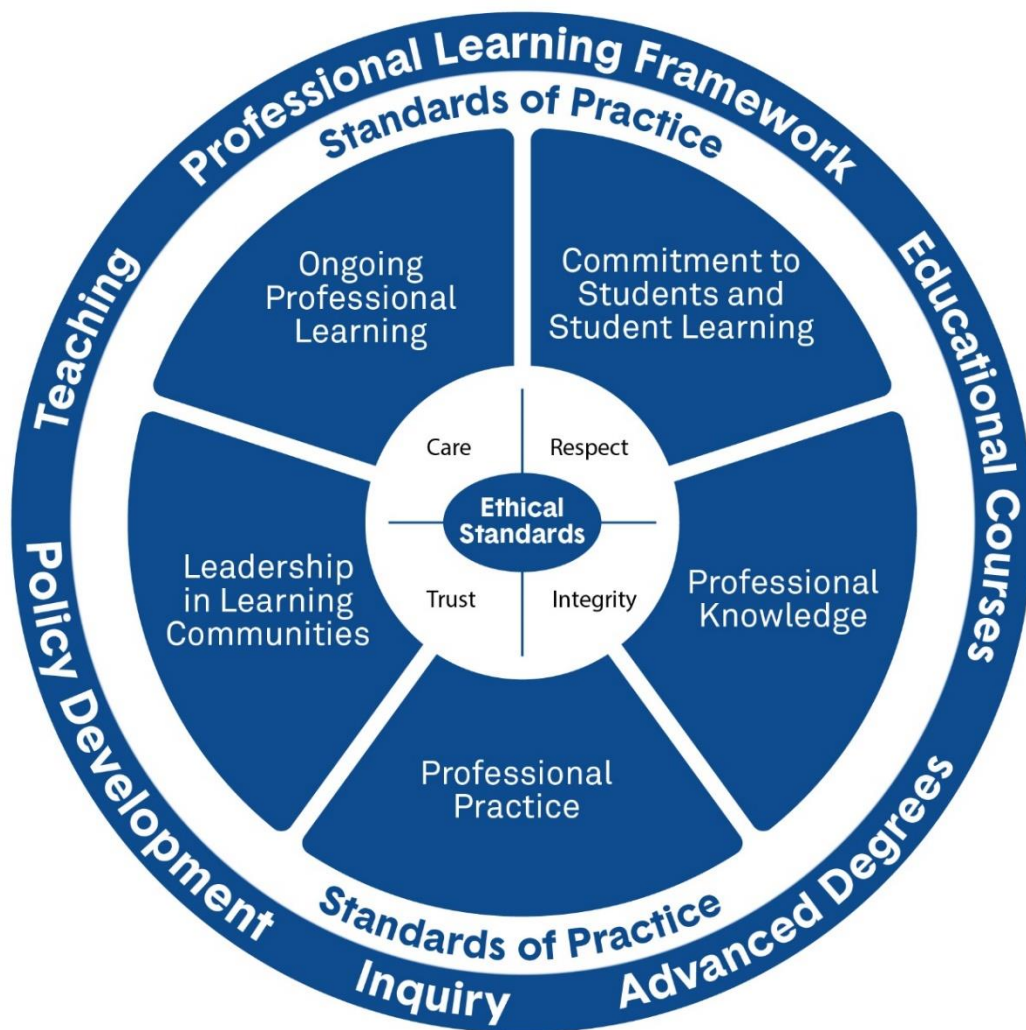 Professional Learning Framework
Educational Courses
Advanced Degrees
Inquiry
Policy Development
Teaching
Standards of Practice
Ongoing
Professional
Learning
Commitment to
Students and
Student Learning
Professional
Knowledge
Professional
Practice
Leadership
in Learning
Communities
Care
Respect
Ethical
Standards
Trust
Integrity
Standards of Practice